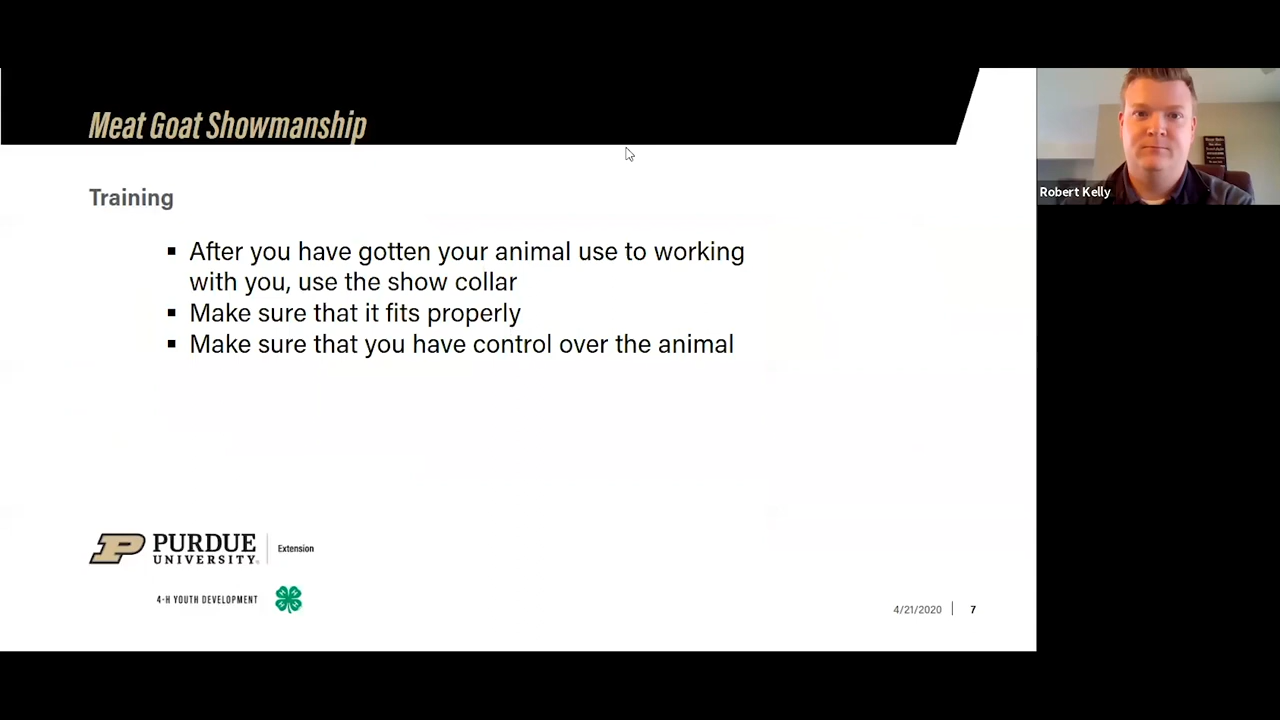 Meat Goat Showmanship
Training
▪ After you have gotten your animal use to working
with you, use the show collar
▪ Make sure that it fits properly
▪ Make sure that you have control over the animal
PURDUE
UNIVERSITY
Extension
4-H YOUTH DEVELOPMENT
4/21/2020
7
Robert Kelly